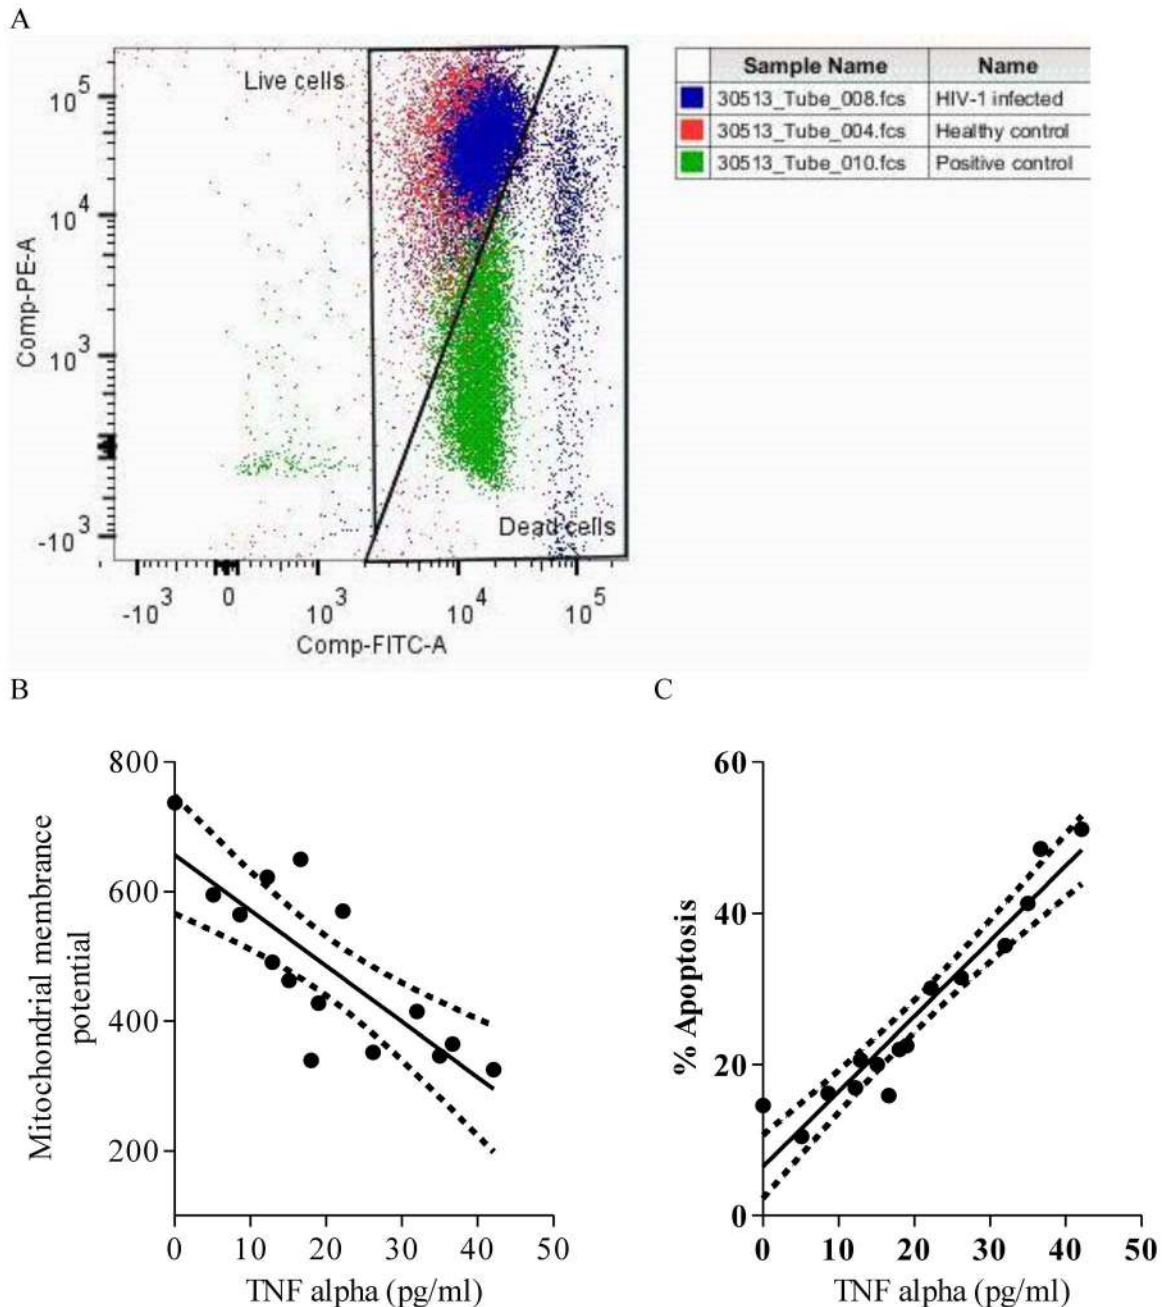 A
Live cells
Dead cells
10^5
10^4
10^3
-10^3
Comp-PE-A
-10^3 0 10^3 10^4 10^5
Comp-FITC-A
Sample Name Name
30513_Tube_008.fcs HIV-1 infected
30513_Tube_004.fcs Healthy control
30513_Tube_010.fcs Positive control
B
800
600
400
200
Mitochondrial membrance
potential
0 10 20 30 40 50
TNF alpha (pg/ml)
C
60
40
20
0
% Apoptosis
0 10 20 30 40 50
TNF alpha (pg/ml)